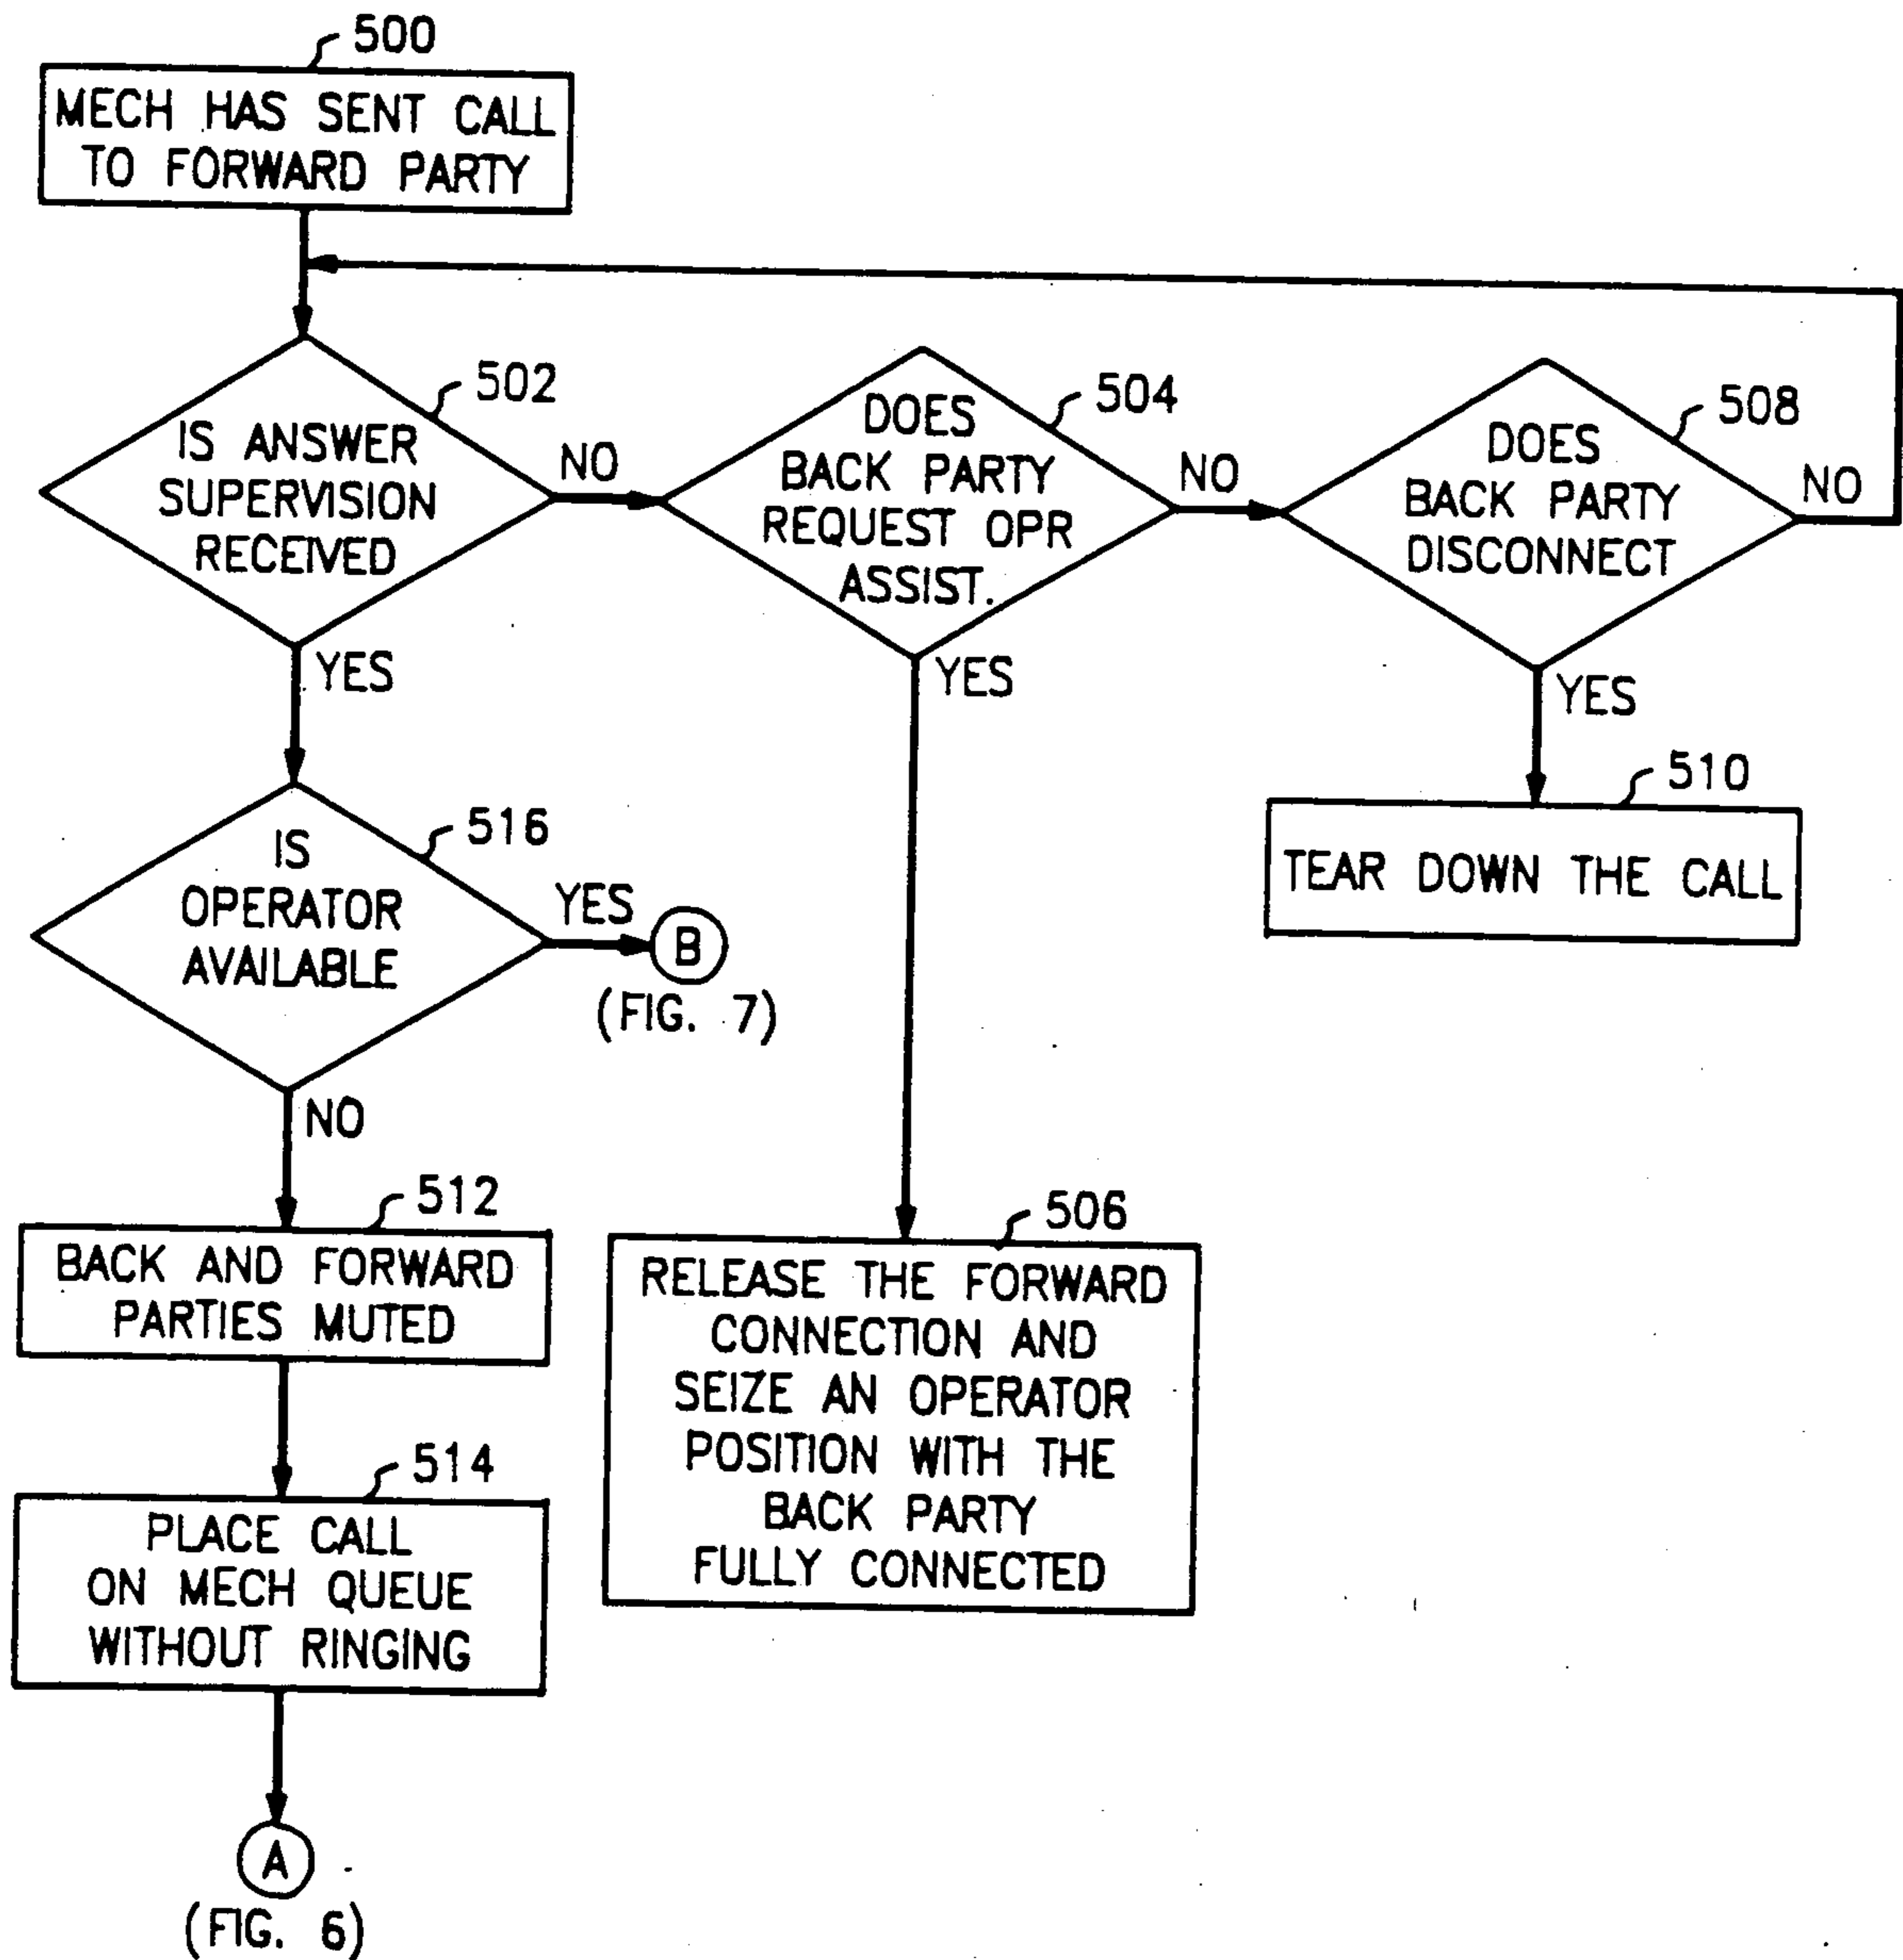 500
MECH HAS SENT CALL
TO FORWARD PARTY
502
IS ANSWER
SUPERVISION
RECEIVED
NO
YES
504
DOES
BACK PARTY
REQUEST OPR
ASSIST.
NO
YES
508
DOES
BACK PARTY
DISCONNECT
NO
YES
510
TEAR DOWN THE CALL
516
IS
OPERATOR
AVAILABLE
YES
B
(FIG. 7)
NO
512
BACK AND FORWARD
PARTIES MUTED
506
RELEASE THE FORWARD
CONNECTION AND
SEIZE AN OPERATOR
POSITION WITH THE
BACK PARTY
FULLY CONNECTED
514
PLACE CALL
ON MECH QUEUE
WITHOUT RINGING
A
(FIG. 6)